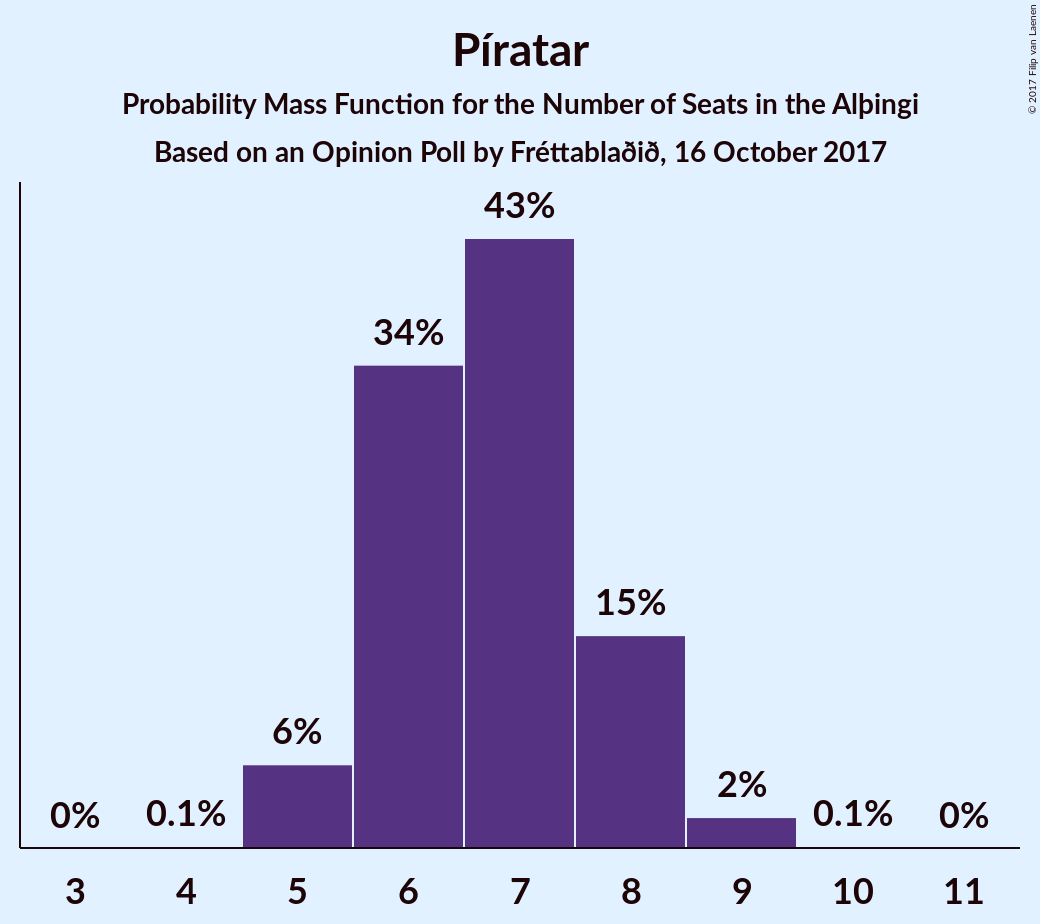 Píratar
Probability Mass Function for the Number of Seats in the Alþingi
Based on an Opinion Poll by Fréttablaðið, 16 October 2017
© 2017 Filip van Laenen
43%
34%
15%
6%
2%
0%
0.1%
0.1%
0%
3 4 5 6 7 8 9 10 11